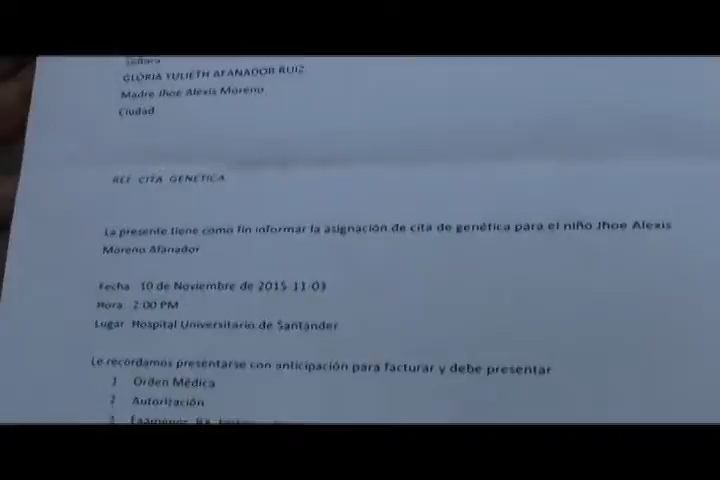 Señora
GLORIA YULIETH AFANADOR RUIZ
Madre Jhoe Alexis Moreno
Ciudad
REF CITA GENETICA
La presente tiene como fin informar la asignación de cita de genética para el niño Jhoe Alexis
Moreno Afanador
Fecha 10 de Noviembre de 2015-11-03
Hora 2:00 PM
Lugar Hospital Universitario de Santander
Le recordamos presentarse con anticipación para facturar y debe presentar
1 Orden Médica
2 Autorización
3 Exámenes